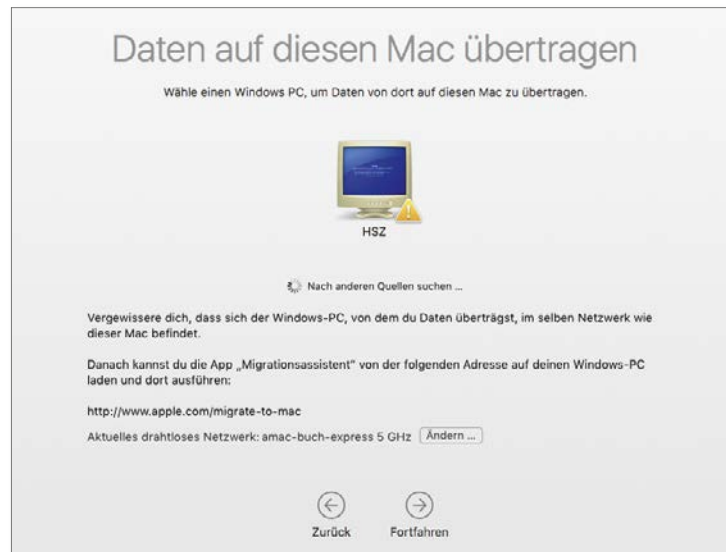 Daten auf diesen Mac übertragen
Wähle einen Windows PC, um Daten von dort auf diesen Mac zu übertragen.
HSZ
Nach anderen Quellen suchen ...
Vergewissere dich, dass sich der Windows-PC, von dem du Daten überträgst, im selben Netzwerk wie
dieser Mac befindet.
Danach kannst du die App „Migrationsassistent" von der folgenden Adresse auf deinen Windows-PC
laden und dort ausführen:
http://www.apple.com/migrate-to-mac
Aktuelles drahtloses Netzwerk: amac-buch-express 5 GHz Ändern ...
Zurück Fortfahren